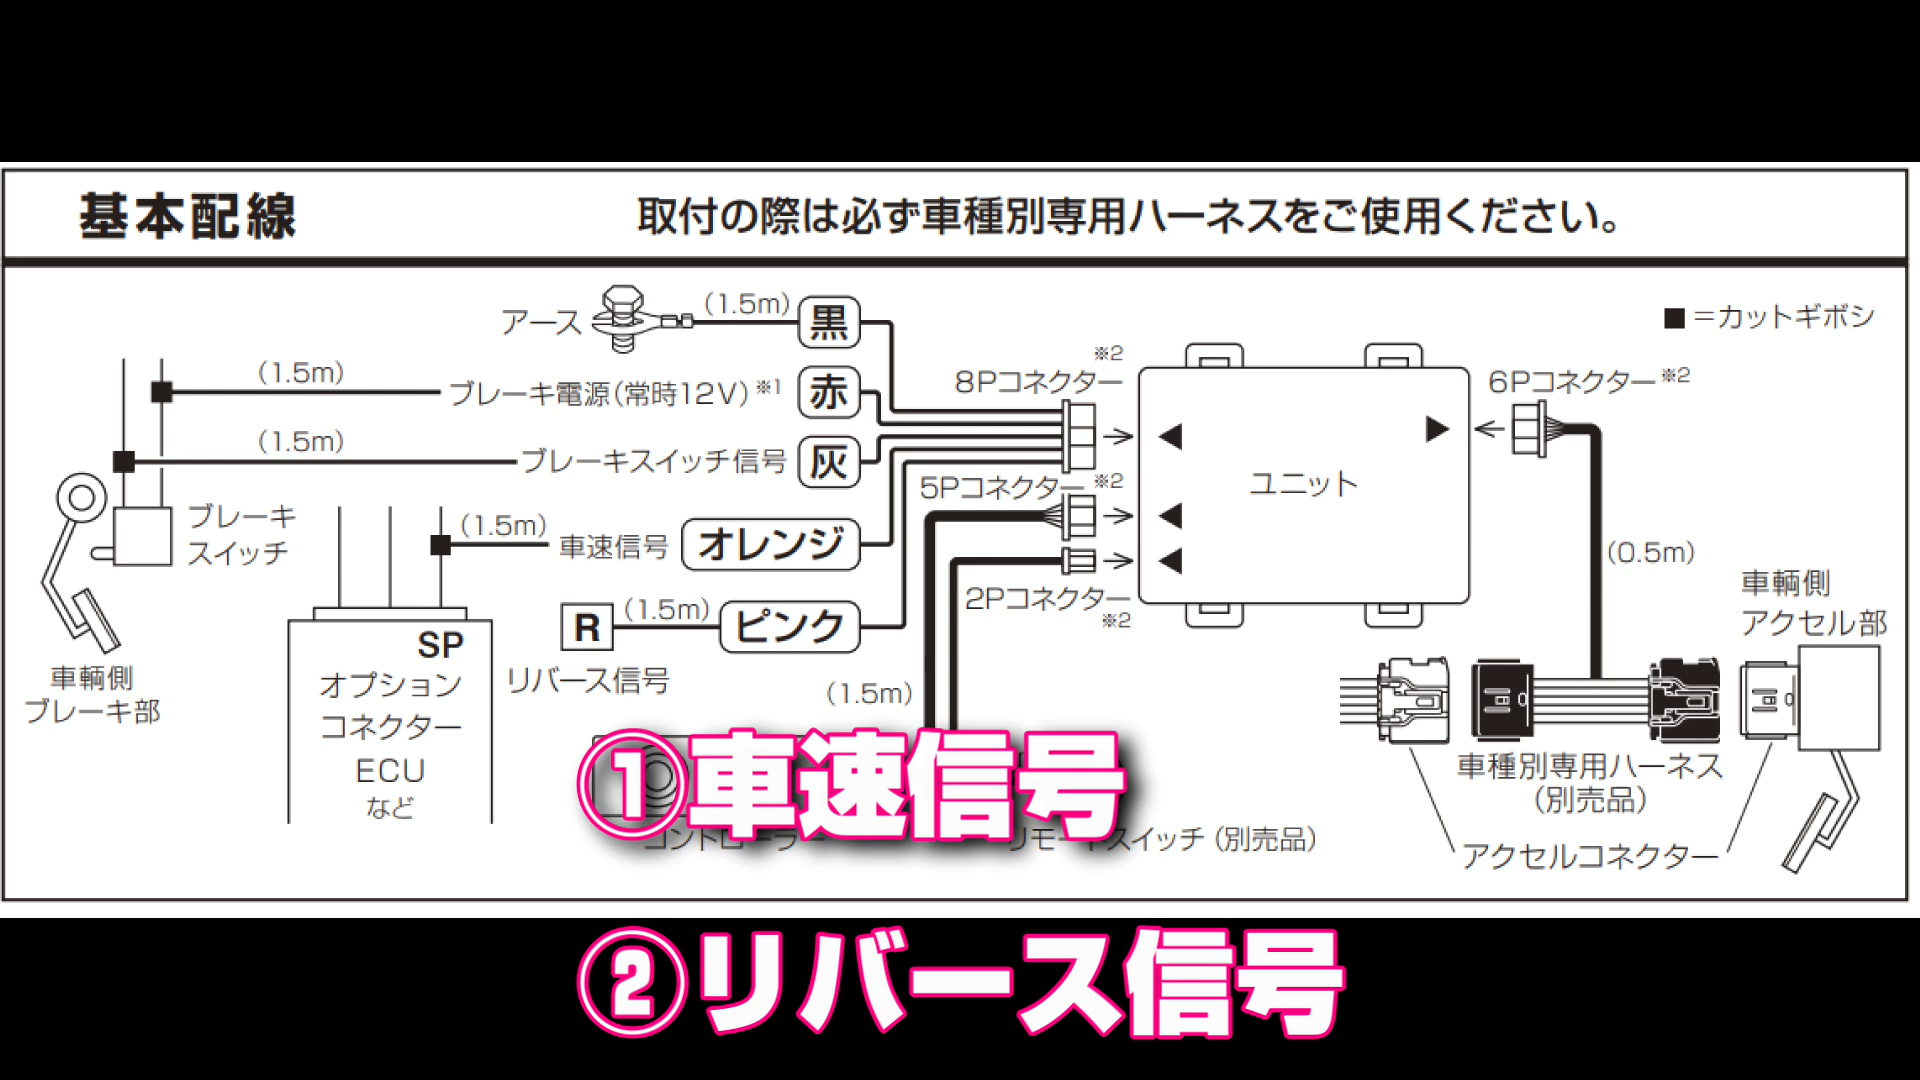 基本配線
取付の際は必ず車種別専用ハーネスをご使用ください。
アース
(1.5m)
黒
■=カットギボシ
(1.5m)
ブレーキ電源(常時12V)※1
赤
8Pコネクター※2
6Pコネクター※2
(1.5m)
ブレーキスイッチ信号
灰
5Pコネクター※2
ユニット
ブレーキ
スイッチ
(1.5m)
車速信号
オレンジ
(0.5m)
2Pコネクター
※2
R
(1.5m)
ピンク
リバース信号
車輌側
アクセル部
車輌側
ブレーキ部
SP
オプション
コネクター
ECU
など
(1.5m)
①車速信号
コントローラー
リモートスイッチ(別売品)
車種別専用ハーネス
(別売品)
アクセルコネクター
②リバース信号